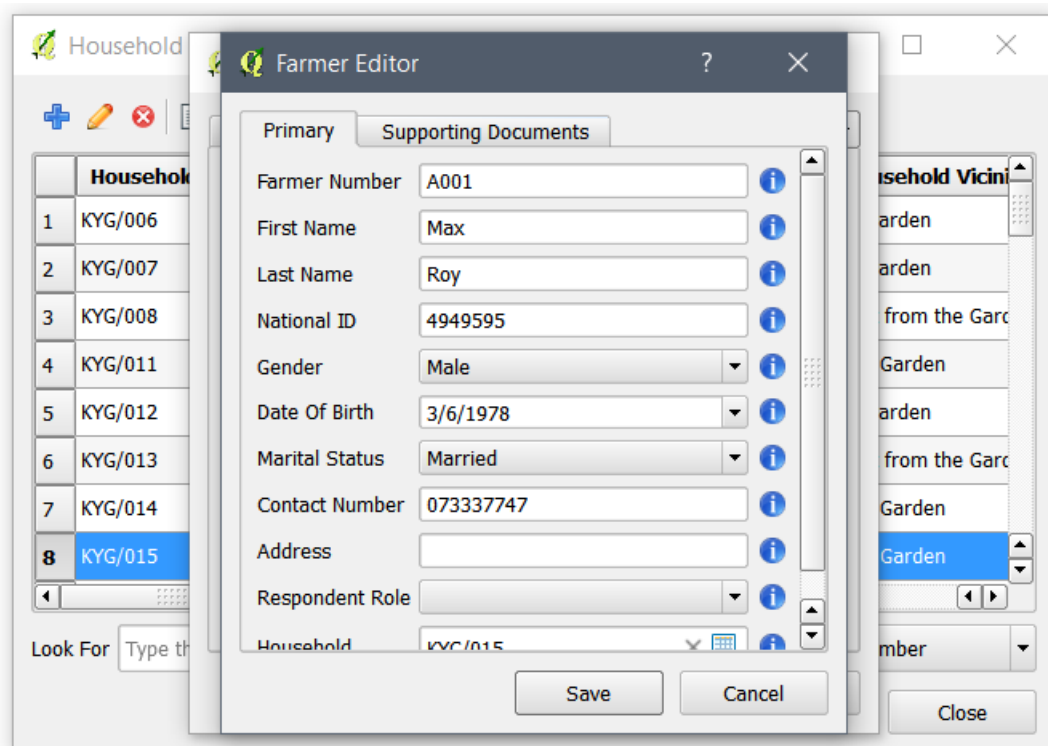 Household
Farmer Editor ? ×
Primary Supporting Documents
Househol
usehold Vicini
Farmer Number A001
First Name Max
Last Name Roy
National ID 4949595
Gender Male
Date Of Birth 3/6/1978
Marital Status Married
Contact Number 073337747
Address
Respondent Role
Household KYG/015
1 KYG/006 arden
2 KYG/007 arden
3 KYG/008 from the Gard
4 KYG/011 Garden
5 KYG/012 arden
6 KYG/013 from the Gard
7 KYG/014 Garden
8 KYG/015 Garden
Look For Type th mber
Save Cancel
Close